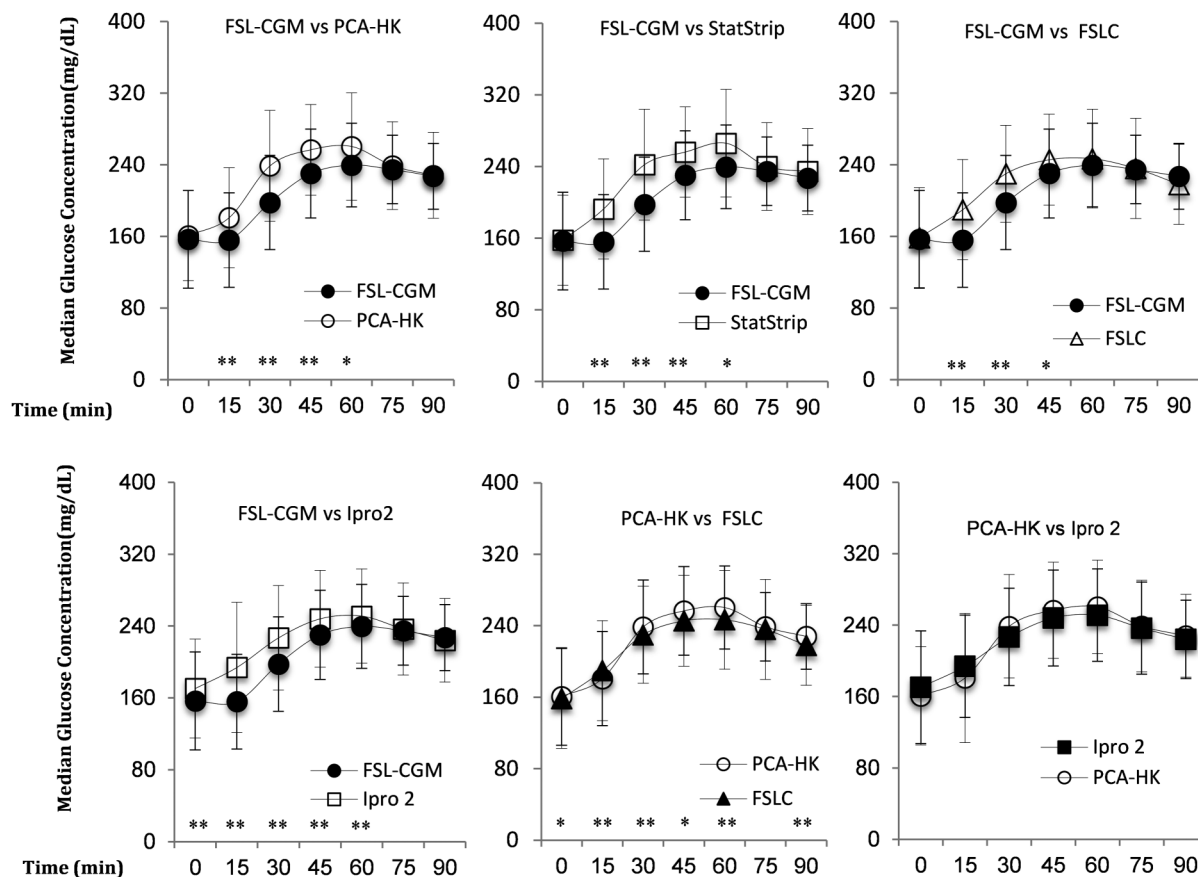 FSL-CGM vs PCA-HK
FSL-CGM vs StatStrip
FSL-CGM vs FSLC
Median Glucose Concentration(mg/dL)
400
320
240
160
80
0
FSL-CGM
PCA-HK
** ** ** *
400
320
240
160
80
0
FSL-CGM
StatStrip
** ** ** *
400
320
240
160
80
0
FSL-CGM
FSLC
** ** *
Time (min)
0 15 30 45 60 75 90
0 15 30 45 60 75 90
0 15 30 45 60 75 90
FSL-CGM vs Ipro2
PCA-HK vs FSLC
PCA-HK vs Ipro 2
Median Glucose Concentration(mg/dL)
400
320
240
160
80
0
FSL-CGM
Ipro 2
** ** ** ** **
400
320
240
160
80
0
PCA-HK
FSLC
* ** ** * ** **
400
320
240
160
80
0
Ipro 2
PCA-HK
Time (min)
0 15 30 45 60 75 90
0 15 30 45 60 75 90
0 15 30 45 60 75 90